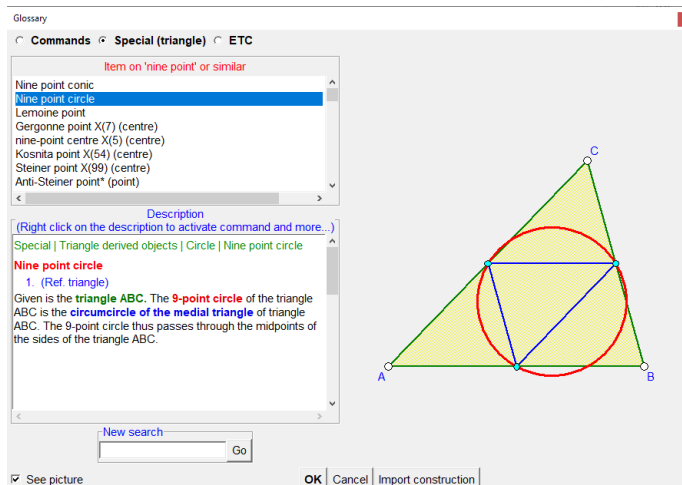 Glossary
Commands Special (triangle) ETC
Item on 'nine point' or similar
Nine point conic
Nine point circle
Lemoine point
Gergonne point X(7) (centre)
nine-point centre X(5) (centre)
Kosnita point X(54) (centre)
Steiner point X(99) (centre)
Anti-Steiner point* (point)
Description
(Right click on the description to activate command and more...)
Special | Triangle derived objects | Circle | Nine point circle
Nine point circle
1. (Ref. triangle)
Given is the triangle ABC. The 9-point circle of the triangle
ABC is the circumcircle of the medial triangle of triangle
ABC. The 9-point circle thus passes through the midpoints of
the sides of the triangle ABC.
New search
Go
See picture
OK Cancel Import construction
C
A
B